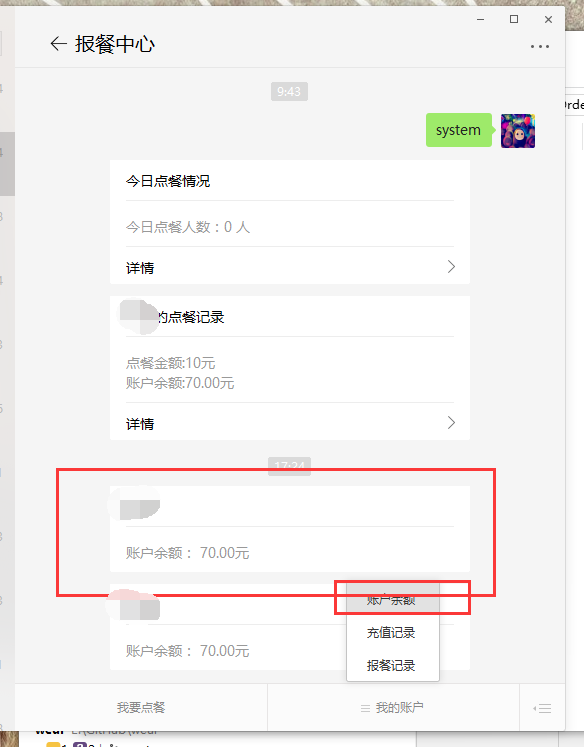 报餐中心
9:43
system
今日点餐情况
今日点餐人数：0 人
详情
的点餐记录
点餐金额:10元
账户余额:70.00元
详情
17:24
账户余额： 70.00元
账户余额
充值记录
账户余额： 70.00元
报餐记录
我要点餐
我的账户